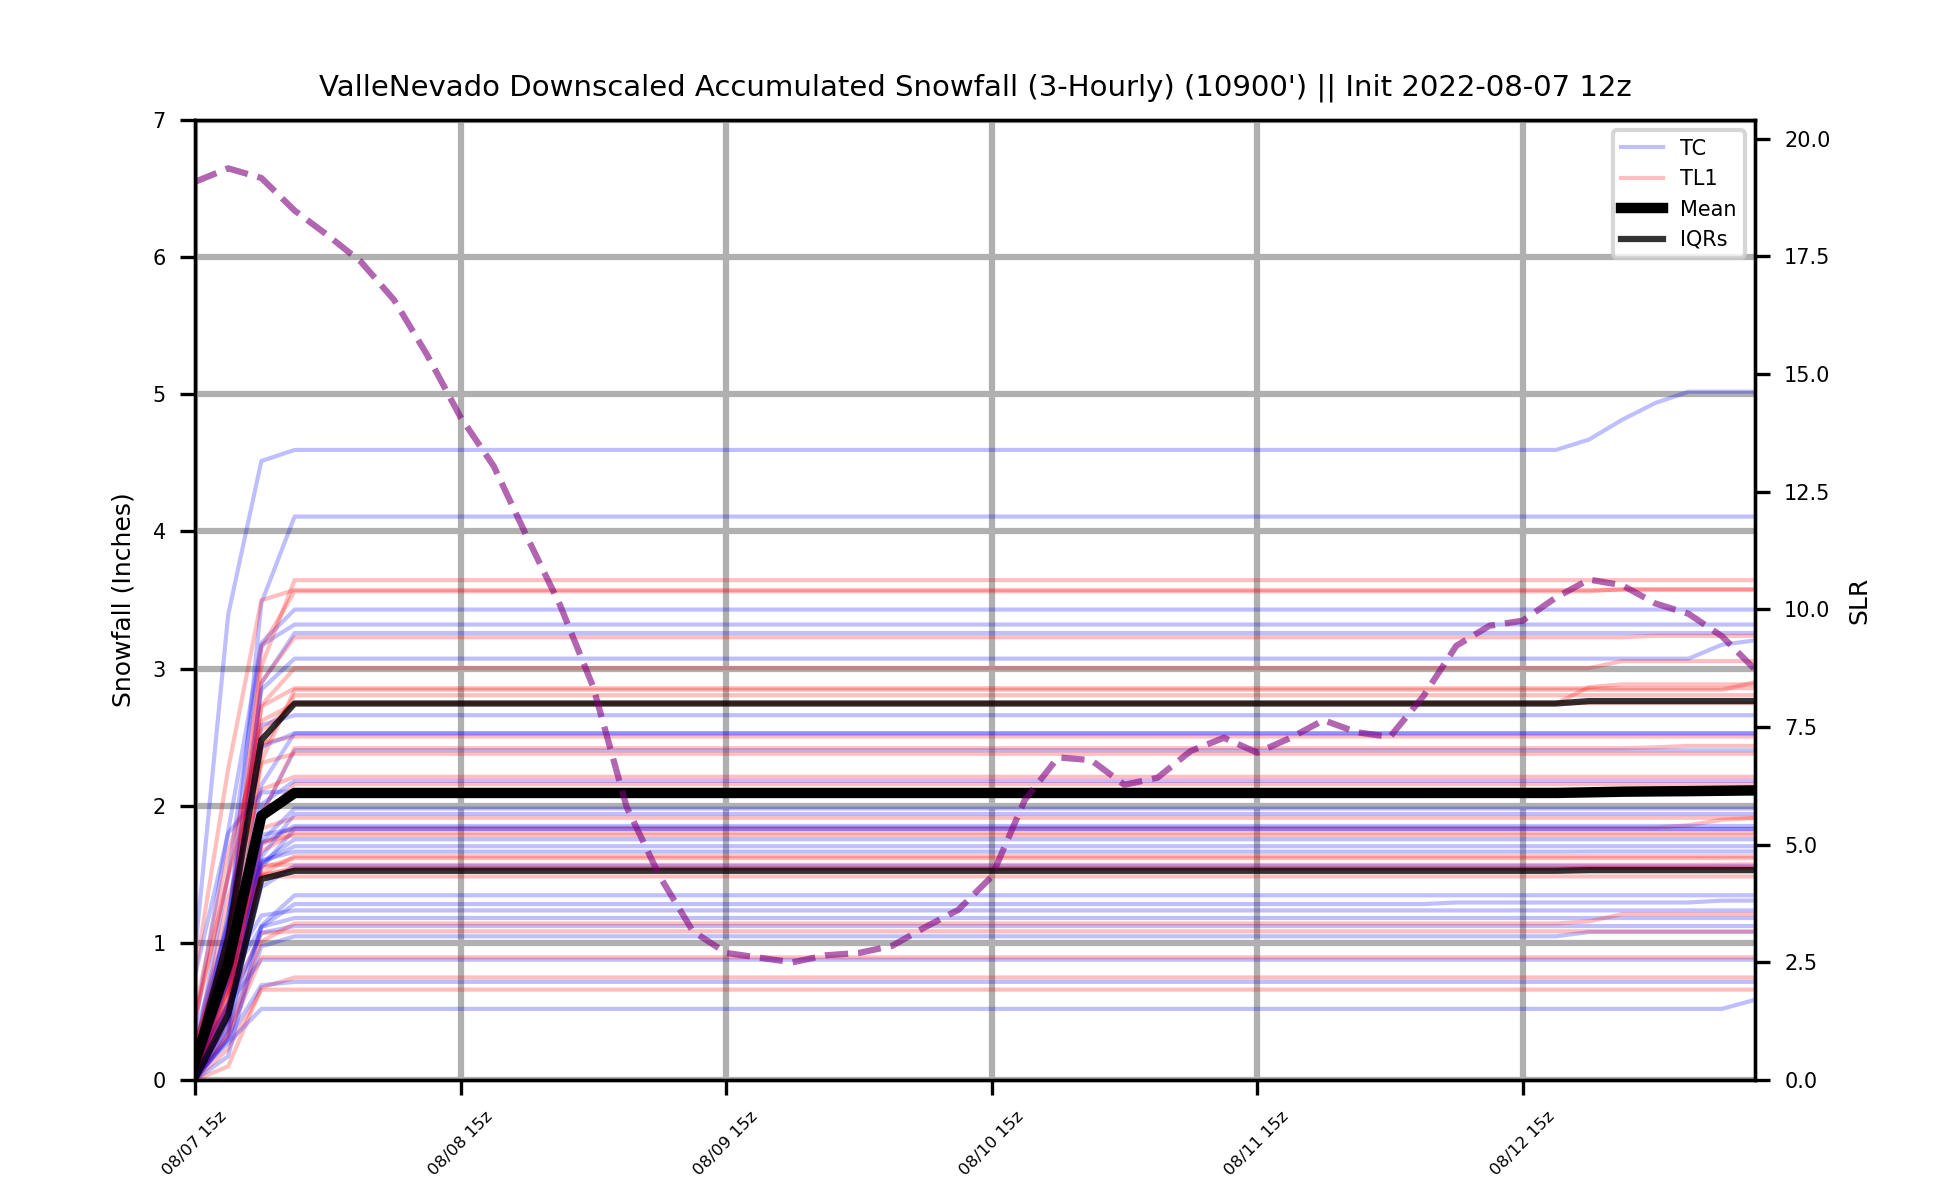 ValleNevado Downscaled Accumulated Snowfall (3-Hourly) (10900') || Init 2022-08-07 12z
TC
TL1
Mean
IQRs
Snowfall (Inches)
7
6
5
4
3
2
1
0
20.0
17.5
15.0
12.5
10.0
7.5
5.0
2.5
0.0
SLR
08/07 15z
08/08 15z
08/09 15z
08/10 15z
08/11 15z
08/12 15z